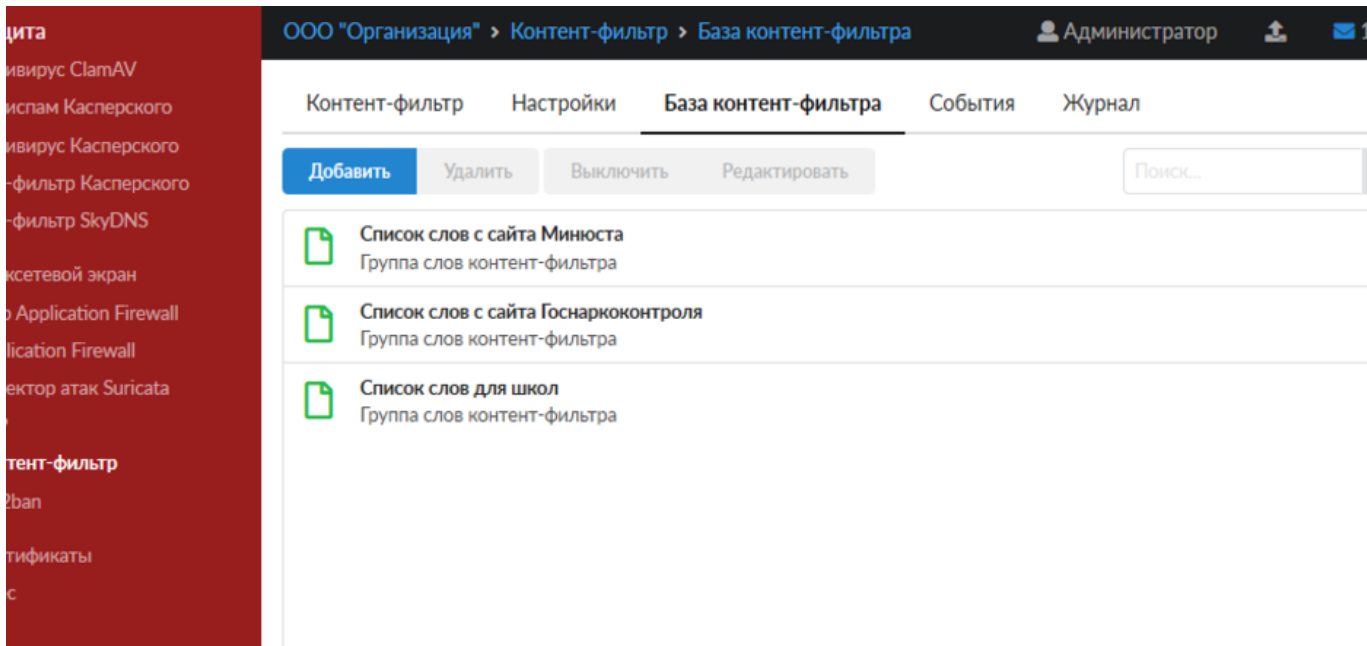 щита
ООО "Организация" > Контент-фильтр > База контент-фильтра Администратор
ивирус ClamAV
испам Касперского
ивирус Касперского
-фильтр Касперского
-фильтр SkyDNS
ксетевой экран
Application Firewall
lication Firewall
ектор атак Suricata
тент-фильтр
2ban
тификаты
с
Контент-фильтр Настройки База контент-фильтра События Журнал
Добавить Удалить Выключить Редактировать Поиск...
Список слов с сайта Минюста
Группа слов контент-фильтра
Список слов с сайта Госнаркоконтроля
Группа слов контент-фильтра
Список слов для школ
Группа слов контент-фильтра